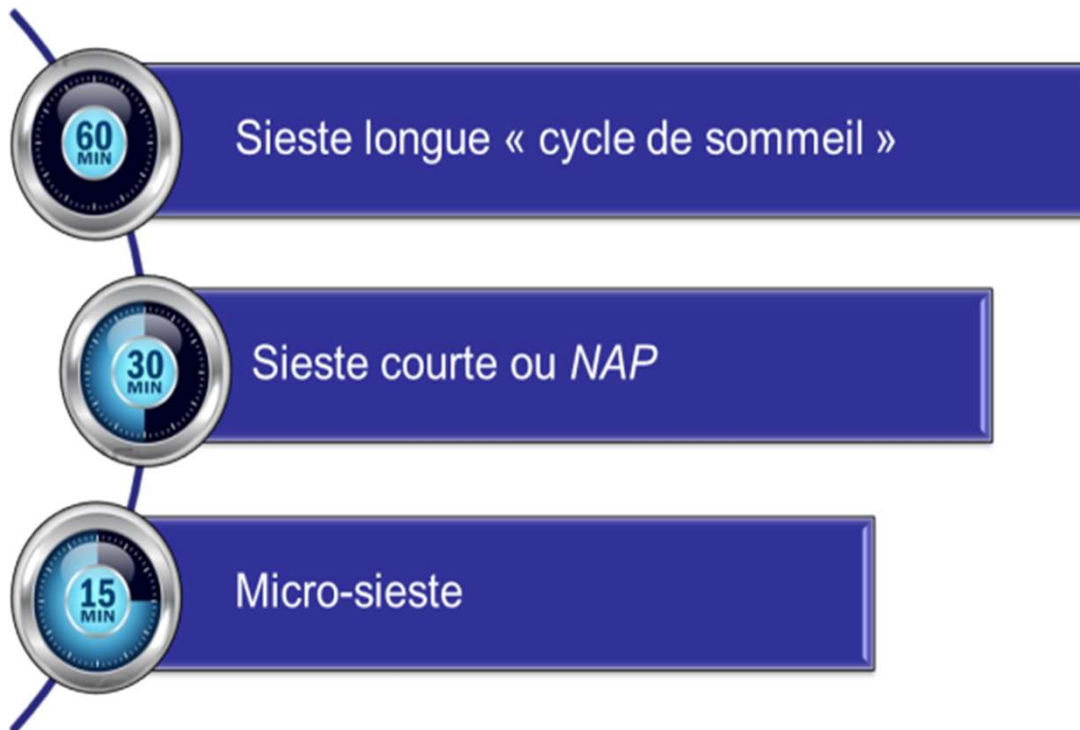 60
MIN
Sieste longue « cycle de sommeil »
30
MIN
Sieste courte ou NAP
15
MIN
Micro-sieste